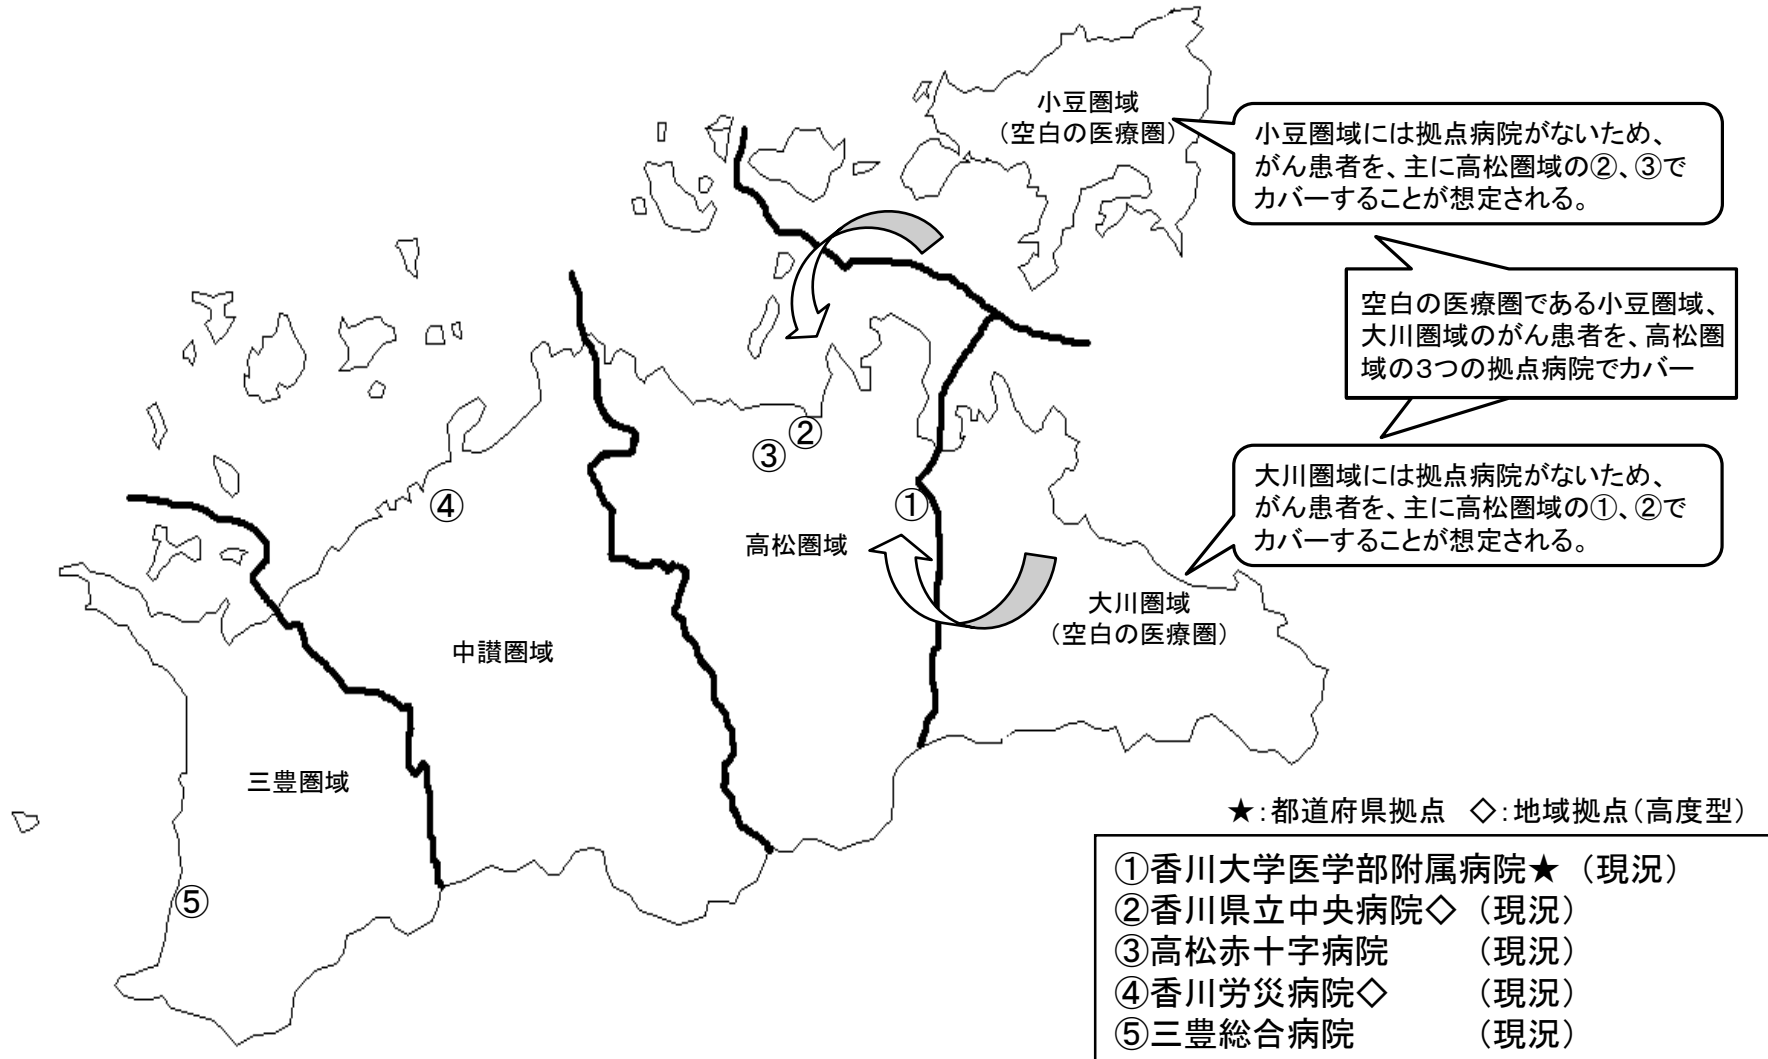 小豆圏域
（空白の医療圏）
小豆圏域には拠点病院がないため、
がん患者を、主に高松圏域の②、③で
カバーすることが想定される。
空白の医療圏である小豆圏域、
大川圏域のがん患者を、高松圏
域の３つの拠点病院でカバー
大川圏域には拠点病院がないため、
がん患者を、主に高松圏域の①、②で
カバーすることが想定される。
②
③
④
①
高松圏域
大川圏域
（空白の医療圏）
中讃圏域
三豊圏域
⑤
★：都道府県拠点　◇：地域拠点（高度型）
①香川大学医学部附属病院★（現況）
②香川県立中央病院◇（現況）
③高松赤十字病院　（現況）
④香川労災病院◇　（現況）
⑤三豊総合病院　（現況）